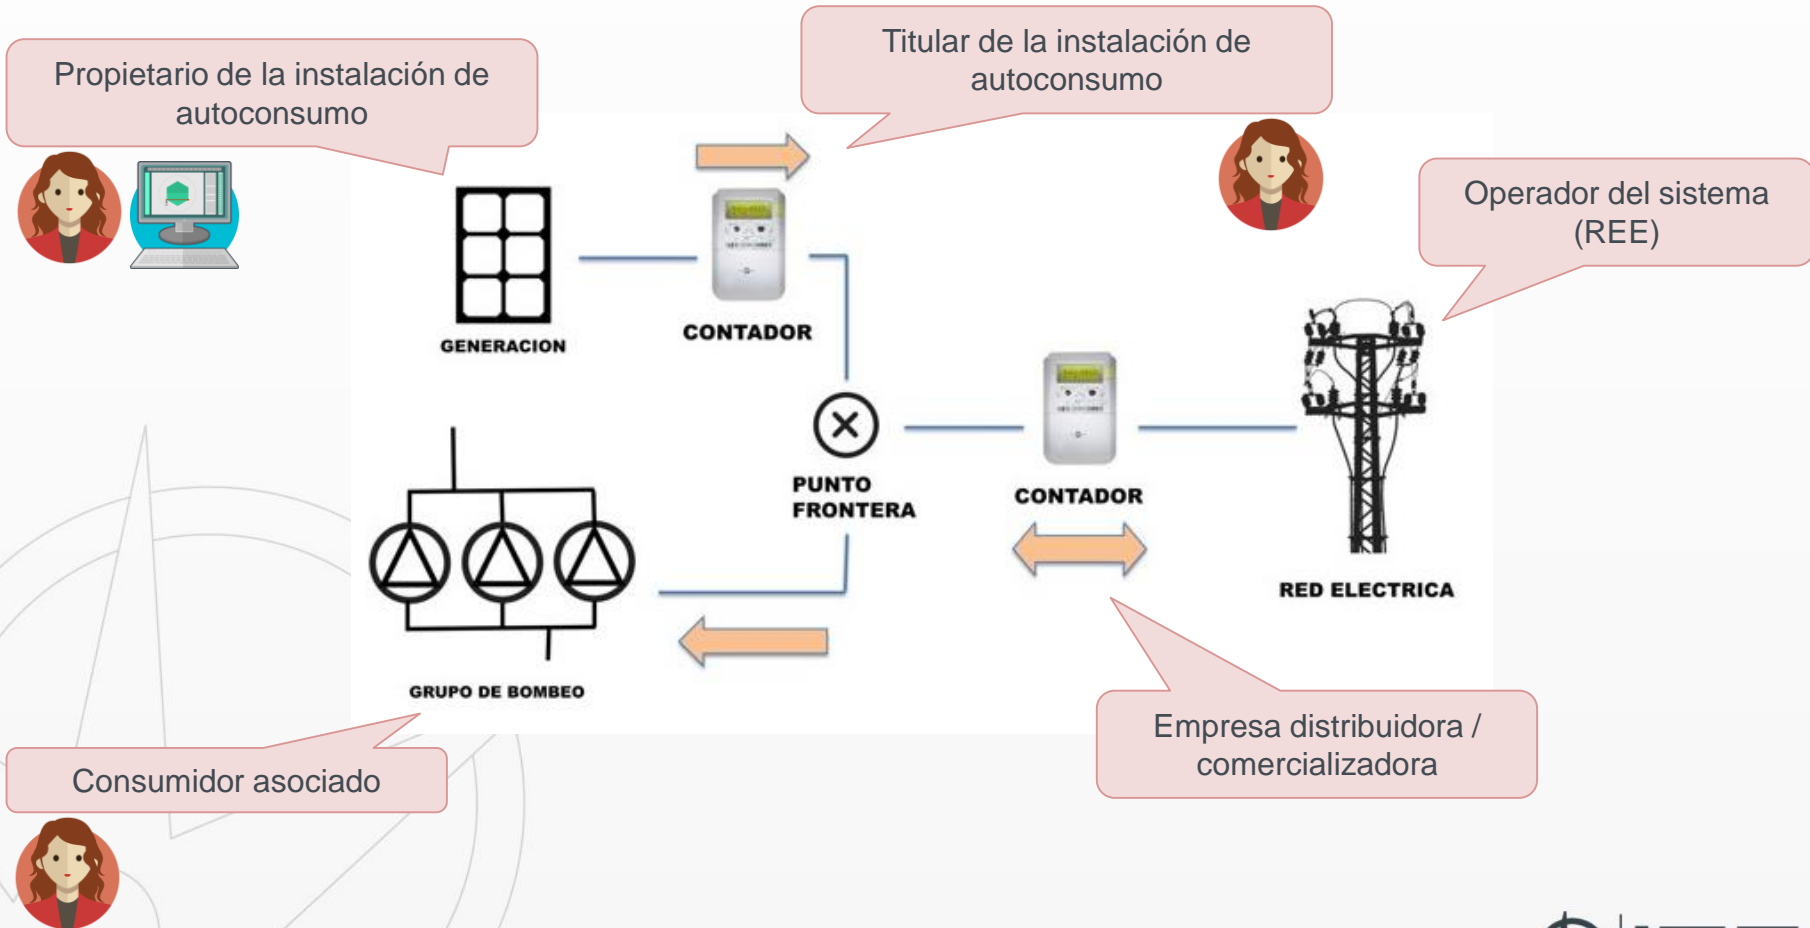 Propietario de la instalación de
autoconsumo
Titular de la instalación de
autoconsumo
Operador del sistema
(REE)
GENERACION
CONTADOR
PUNTO
FRONTERA
CONTADOR
RED ELECTRICA
GRUPO DE BOMBEO
Consumidor asociado
Empresa distribuidora /
comercializadora